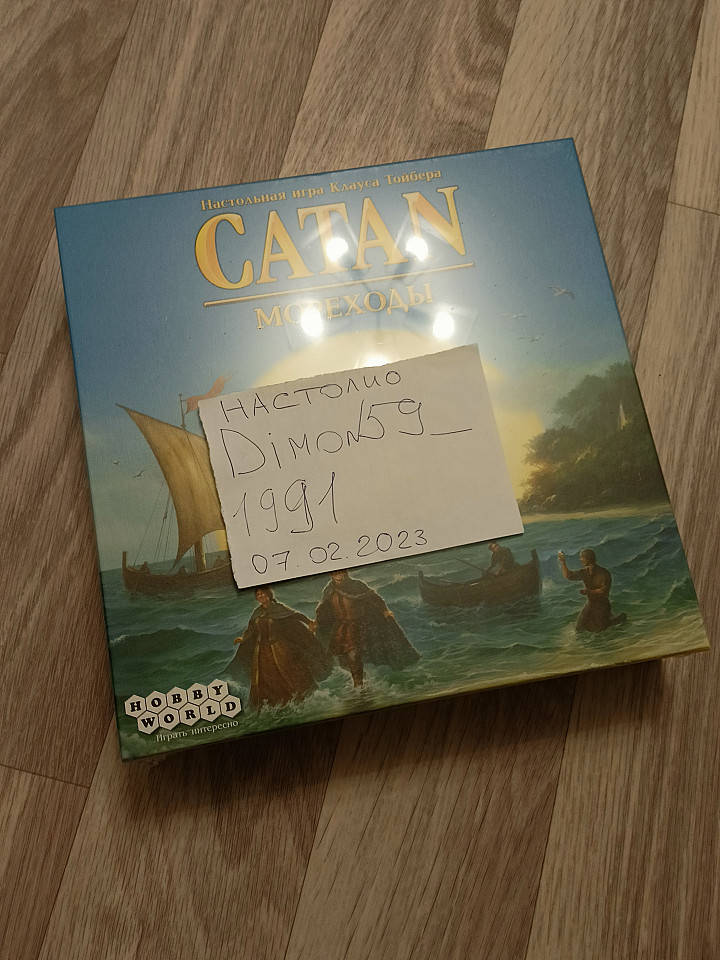 Настольная игра Клауса Тойбера
CATAN
МОРЕХОДЫ
НАСТОЛИО
DiMON59_
1991
07.02.2023
HOBBY
WORLD
Играть интересно